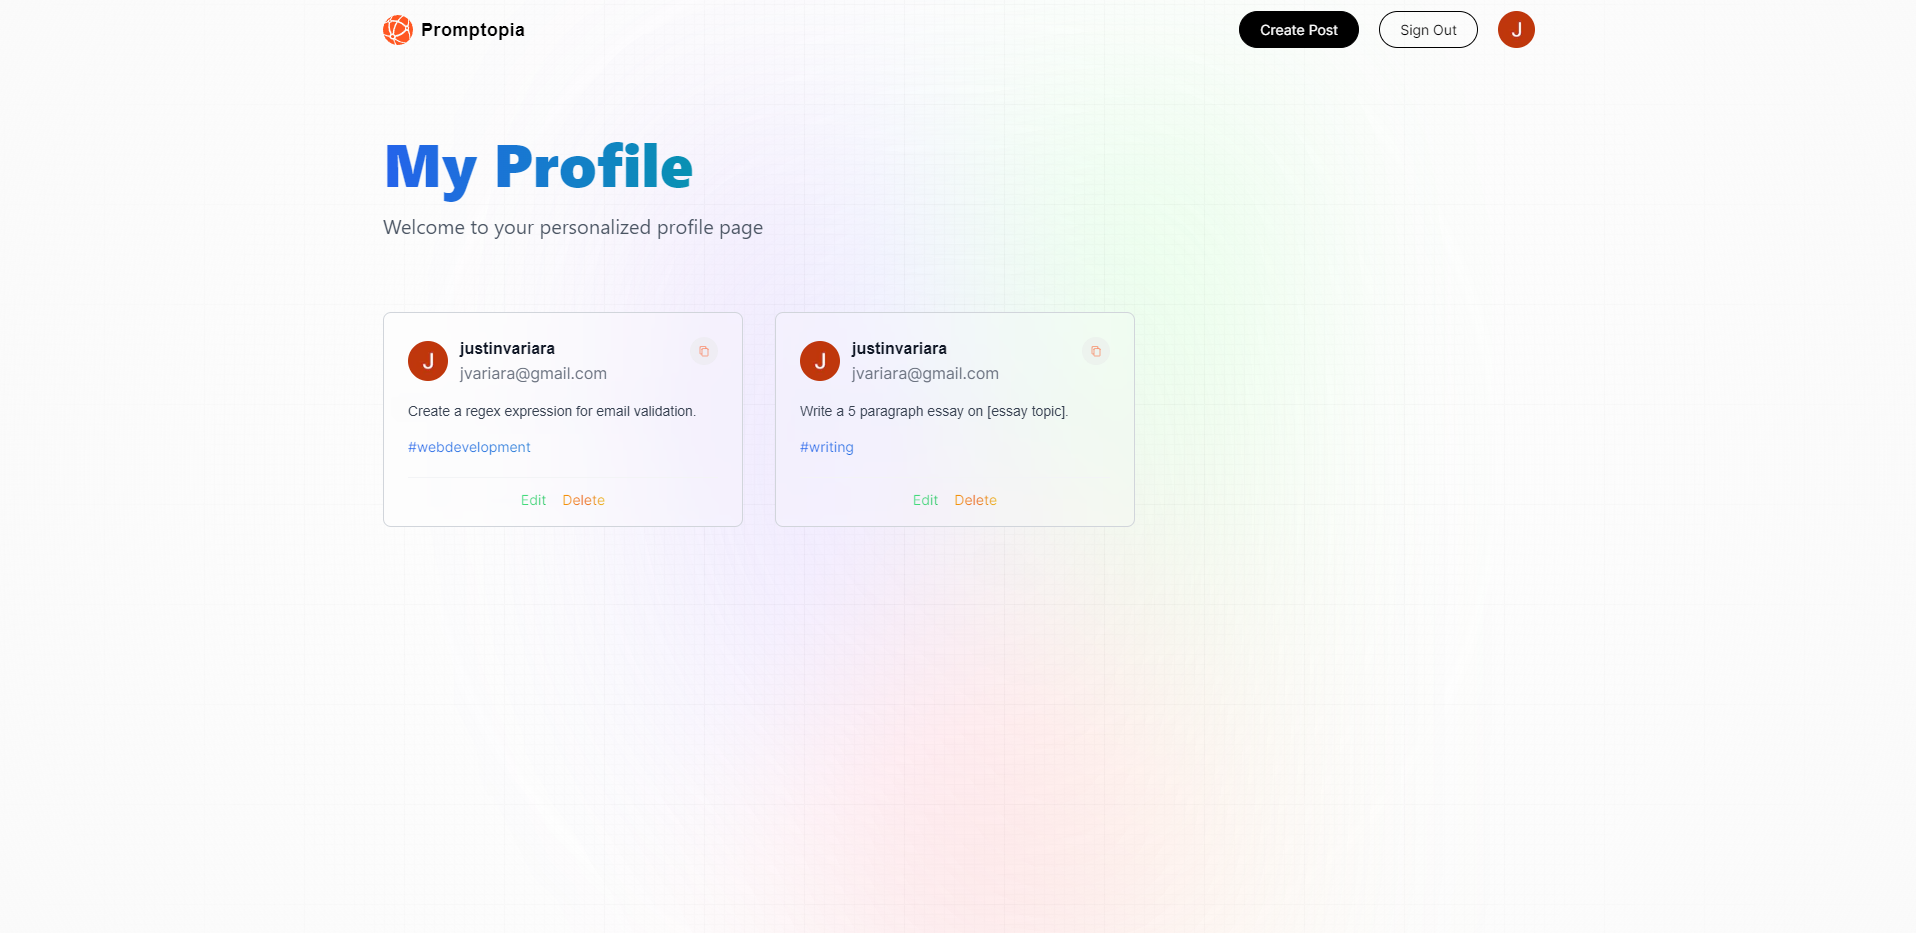 Promptopia
Create Post
Sign Out
J
My Profile
Welcome to your personalized profile page
J
justinvariara
jvariara@gmail.com
Create a regex expression for email validation.
#webdevelopment
Edit
Delete
J
justinvariara
jvariara@gmail.com
Write a 5 paragraph essay on [essay topic].
#writing
Edit
Delete